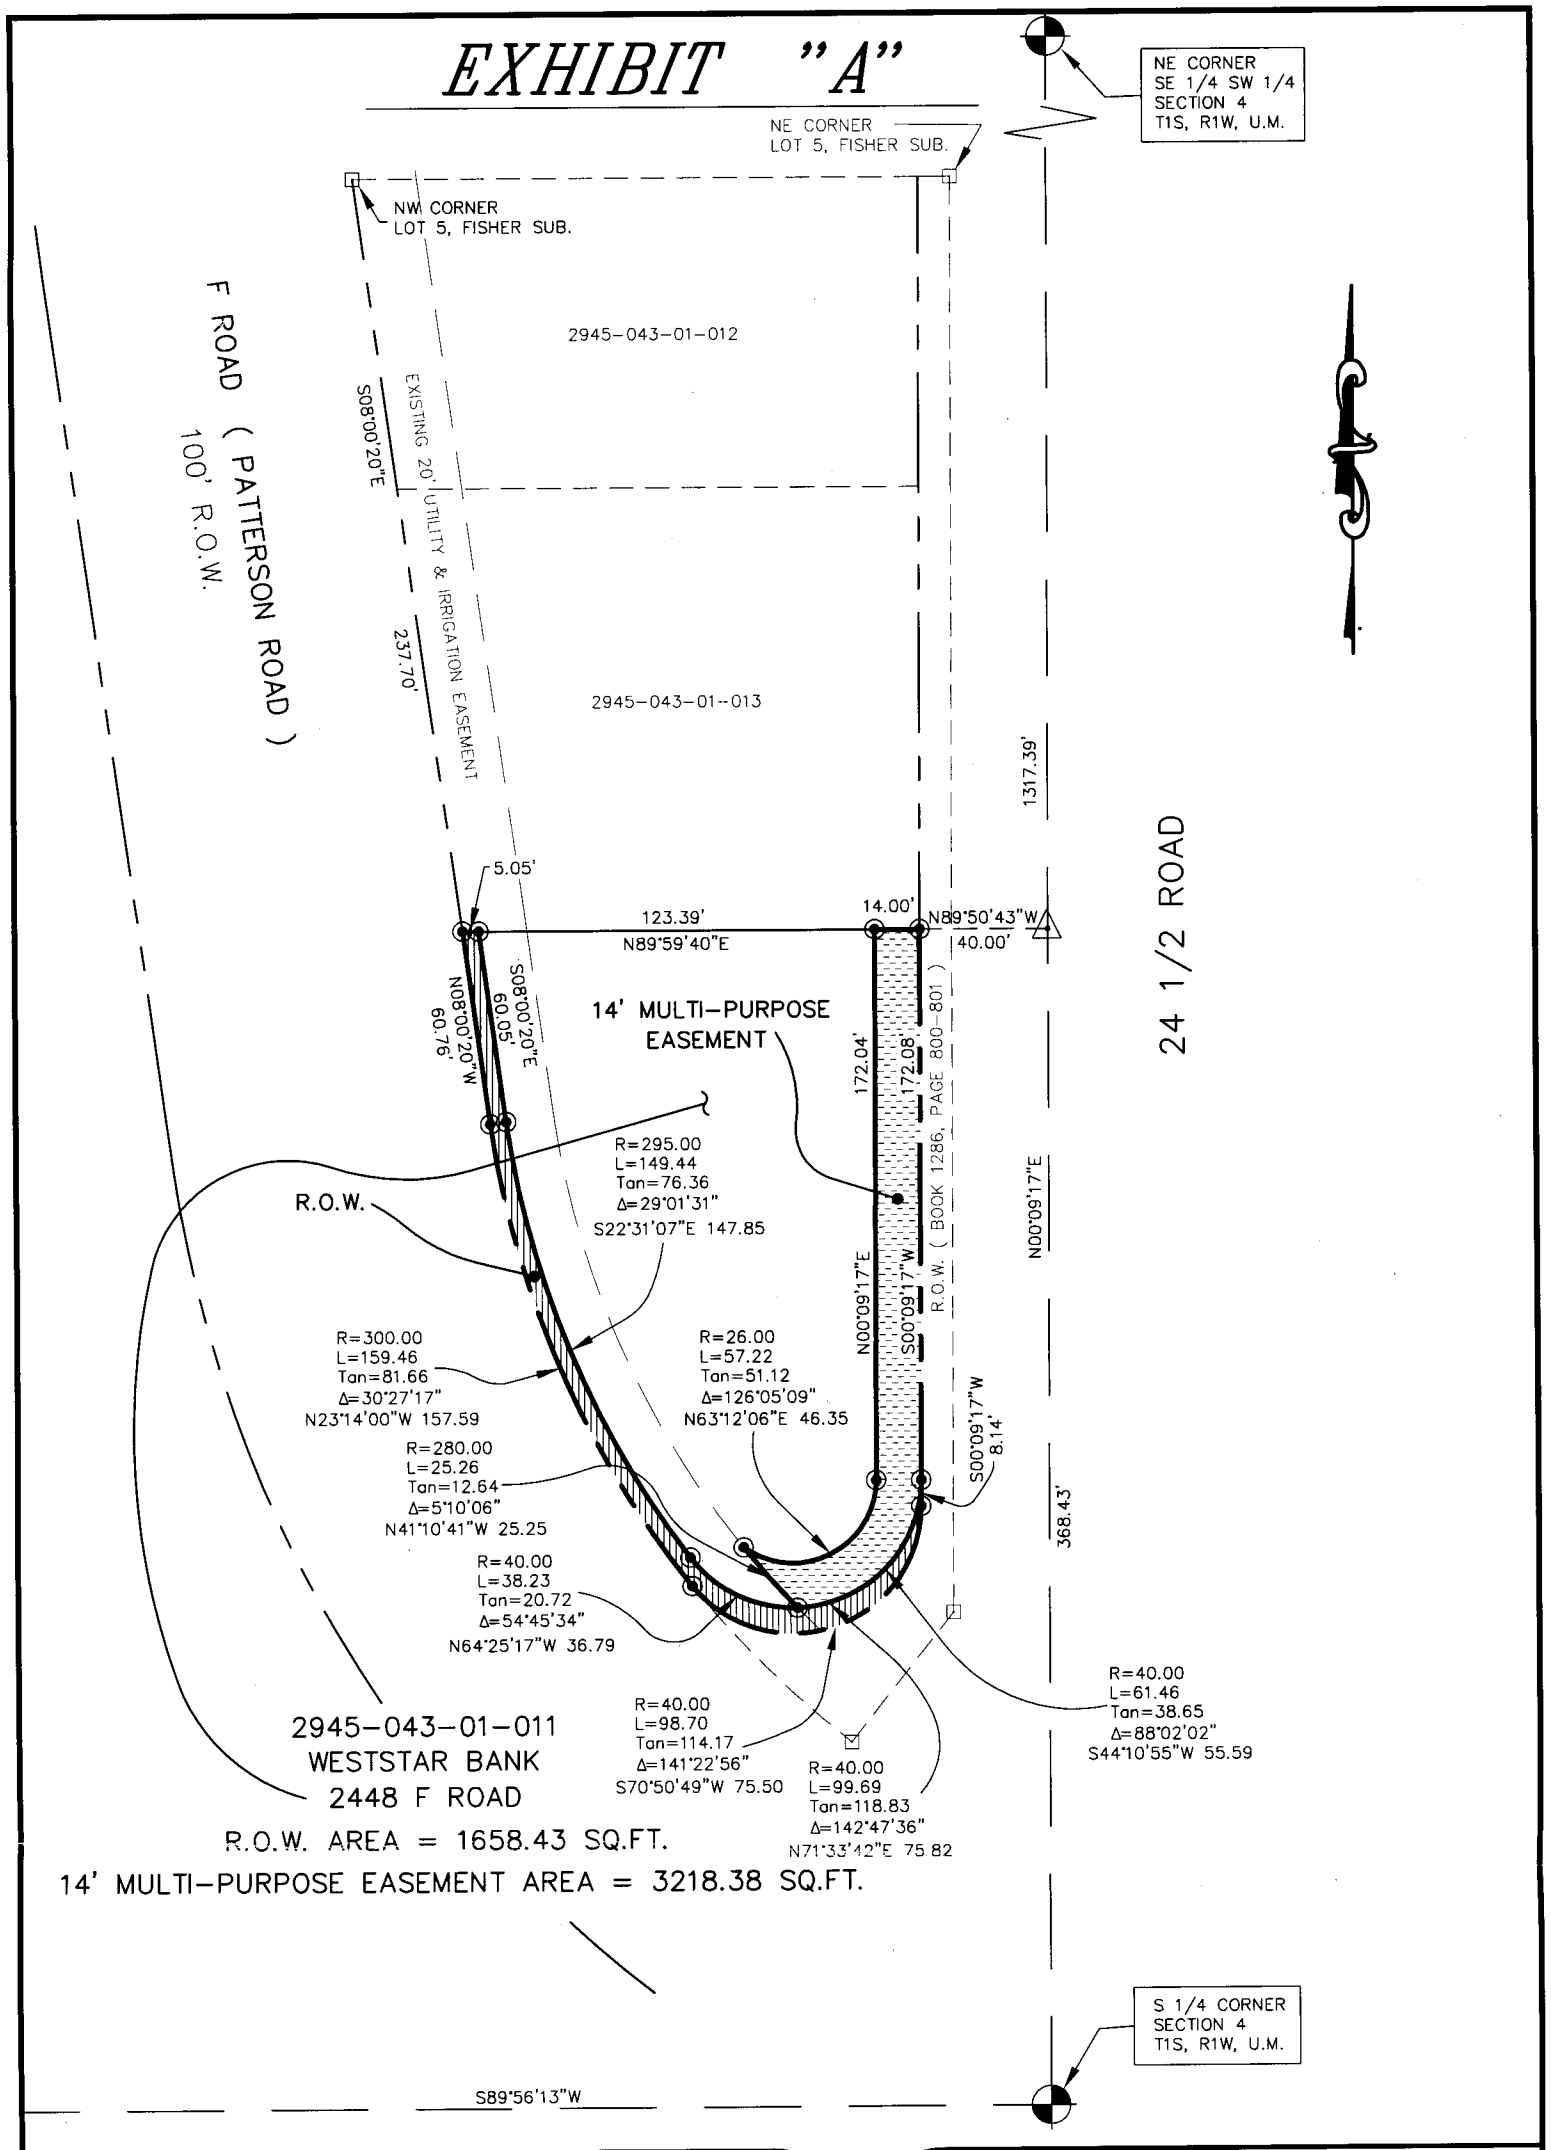 EXHIBIT "A"
NE CORNER
SE 1/4 SW 1/4
SECTION 4
T1S, R1W, U.M.
NE CORNER
LOT 5, FISHER SUB.
NW CORNER
LOT 5, FISHER SUB.
F ROAD ( PATTERSON ROAD )
100' R.O.W.
2945-043-01-012
S08°00'20"E
237.70'
EXISTING 20' UTILITY & IRRIGATION EASEMENT
2945-043-01-013
1317.39'
24 1/2 ROAD
5.05'
123.39'
N89°59'40"E
14.00'
N89°50'43"W
40.00'
N08°00'20"W
60.76'
S08°00'20"E
60.05'
14' MULTI-PURPOSE
EASEMENT
172.04'
172.08'
R.O.W. ( BOOK 1286, PAGE 800-801 )
N00°09'17"E
R=295.00
L=149.44
Tan=76.36
Δ=29°01'31"
S22°31'07"E 147.85
R.O.W.
N00°09'17"E
S00°09'17"W
R=300.00
L=159.46
Tan=81.66
Δ=30°27'17"
N23°14'00"W 157.59
R=26.00
L=57.22
Tan=51.12
Δ=126°05'09"
N63°12'06"E 46.35
S00°09'17"W
8.14'
368.43'
R=280.00
L=25.26
Tan=12.64
Δ=5°10'06"
N41°10'41"W 25.25
R=40.00
L=38.23
Tan=20.72
Δ=54°45'34"
N64°25'17"W 36.79
R=40.00
L=98.70
Tan=114.17
Δ=141°22'56"
S70°50'49"W 75.50
R=40.00
L=99.69
Tan=118.83
Δ=142°47'36"
N71°33'42"E 75.82
R=40.00
L=61.46
Tan=38.65
Δ=88°02'02"
S44°10'55"W 55.59
2945-043-01-011
WESTSTAR BANK
2448 F ROAD
R.O.W. AREA = 1658.43 SQ.FT.
14' MULTI-PURPOSE EASEMENT AREA = 3218.38 SQ.FT.
S 1/4 CORNER
SECTION 4
T1S, R1W, U.M.
S89°56'13"W